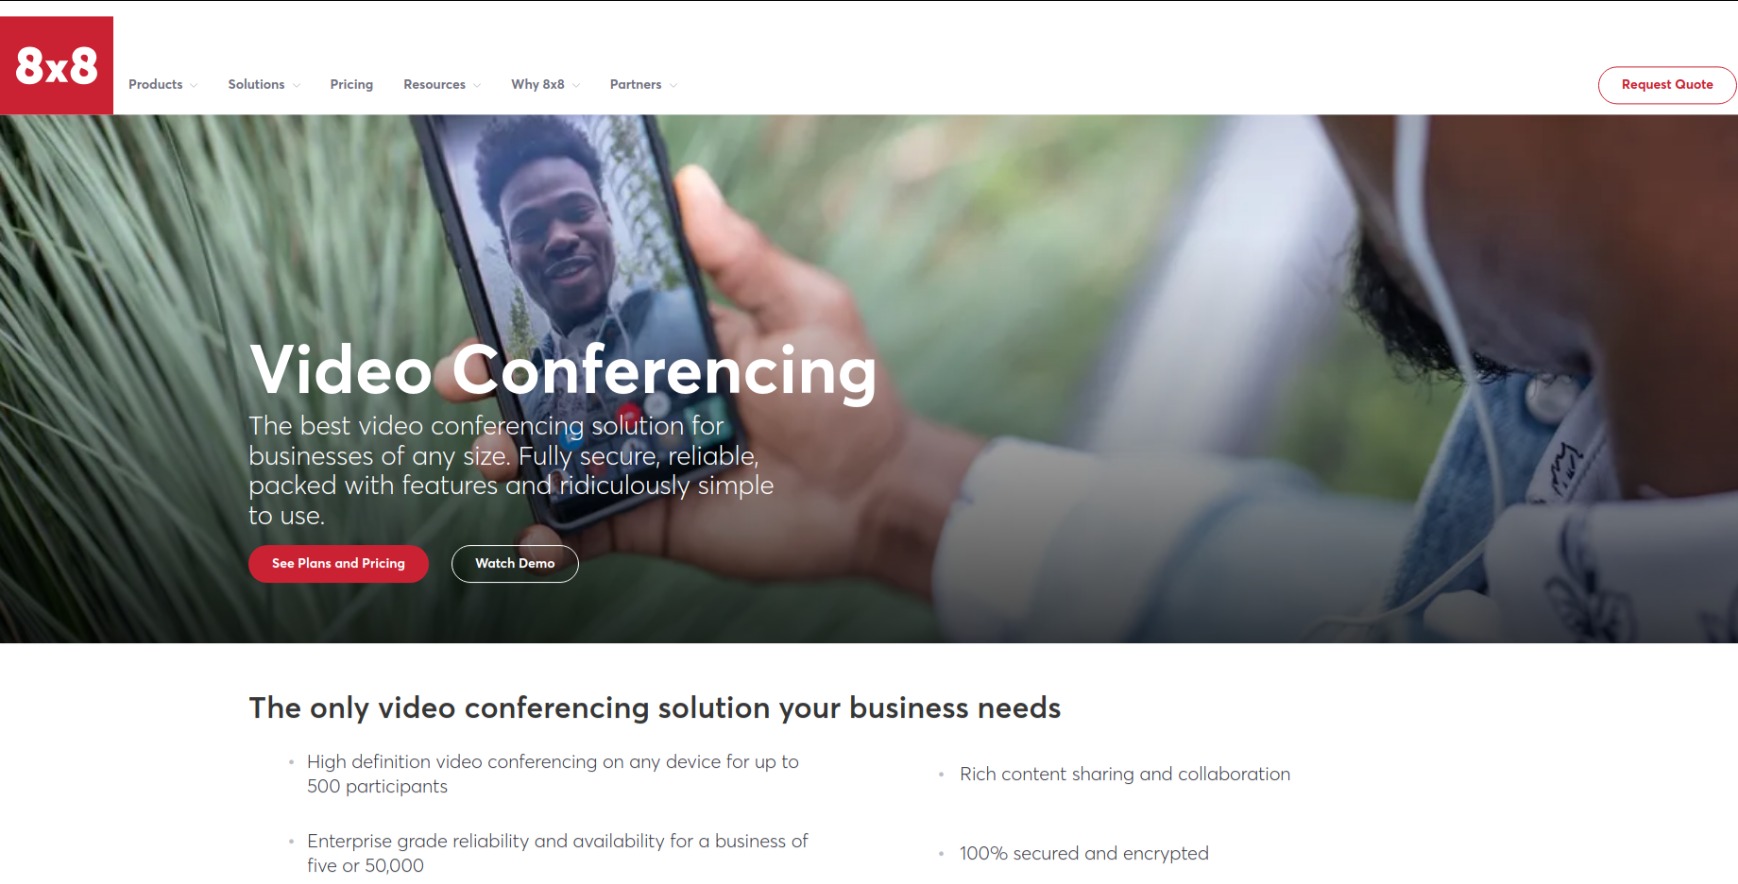 8x8
Products
Solutions
Pricing
Resources
Why 8x8
Partners
Request Quote
Video Conferencing
The best video conferencing solution for
businesses of any size. Fully secure, reliable,
packed with features and ridiculously simple
to use.
See Plans and Pricing
Watch Demo
The only video conferencing solution your business needs
• High definition video conferencing on any device for up to
500 participants
• Rich content sharing and collaboration
• Enterprise grade reliability and availability for a business of
five or 50,000
• 100% secured and encrypted